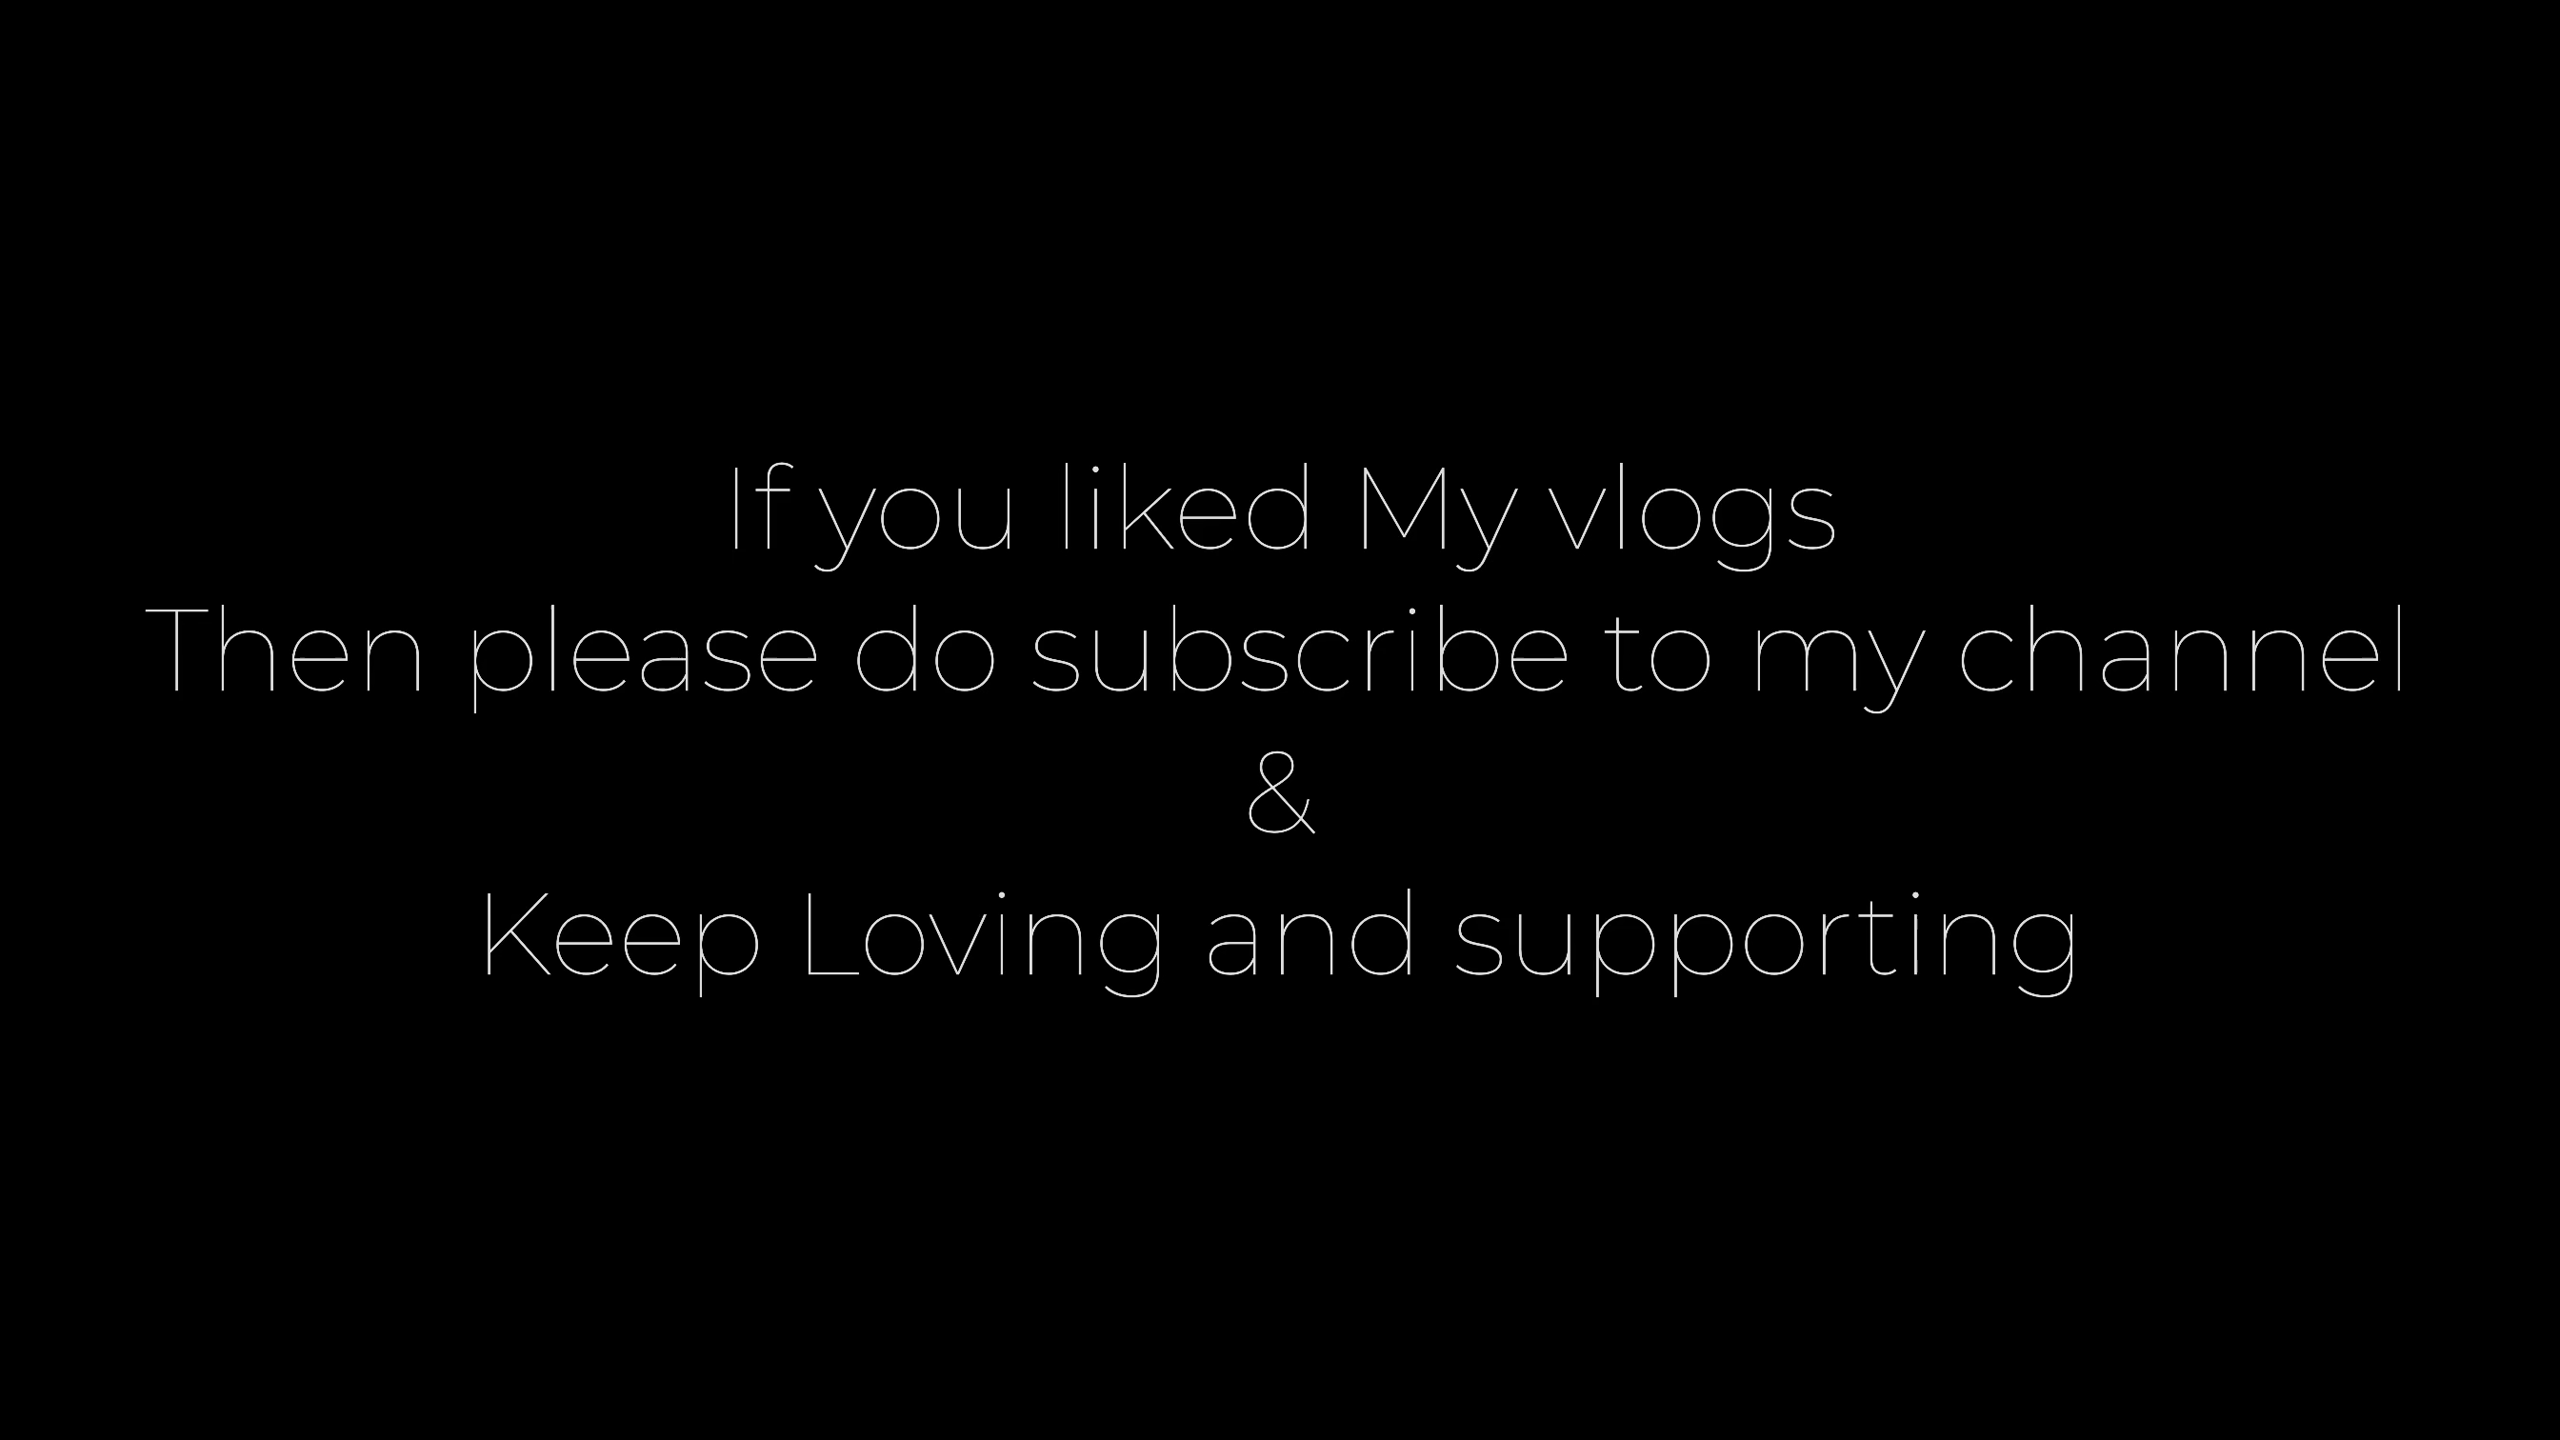 If you liked My vlogs
Then please do subscribe to my channel
&
Keep Loving and supporting